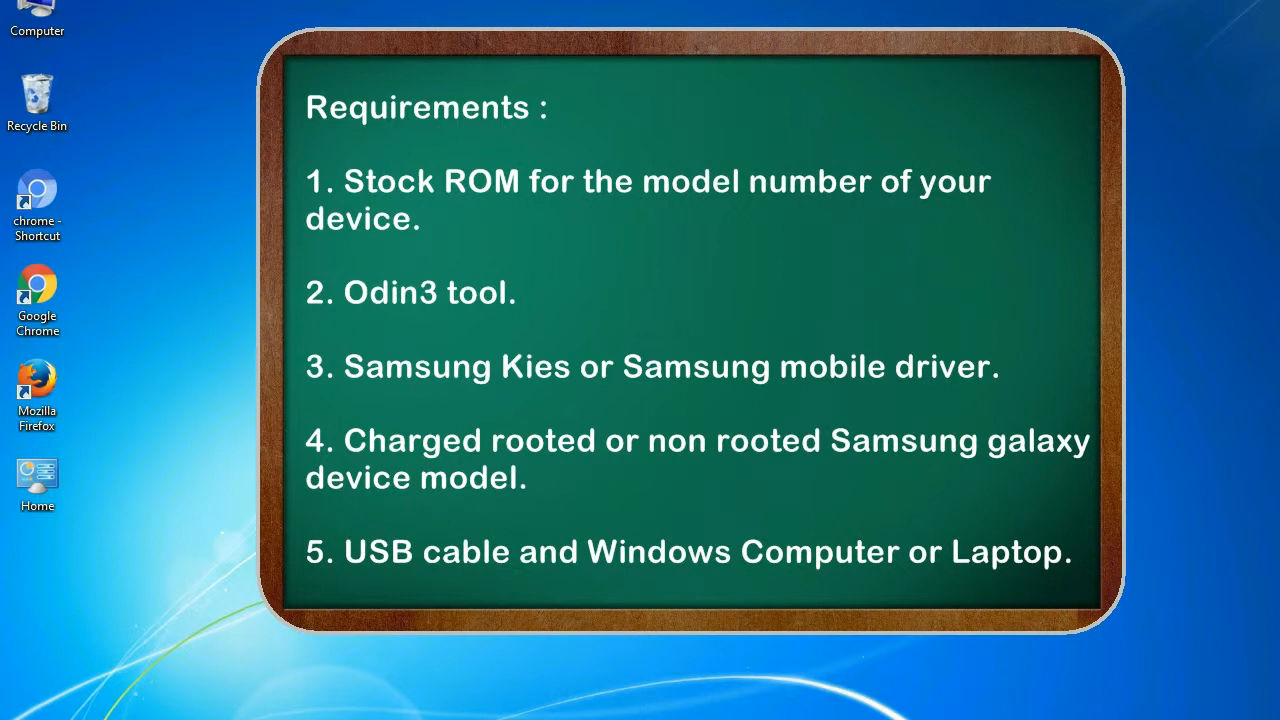 Computer
Recycle Bin
chrome -
Shortcut
Google
Chrome
Mozilla
Firefox
Home
Requirements :
1. Stock ROM for the model number of your
device.
2. Odin3 tool.
3. Samsung Kies or Samsung mobile driver.
4. Charged rooted or non rooted Samsung galaxy
device model.
5. USB cable and Windows Computer or Laptop.